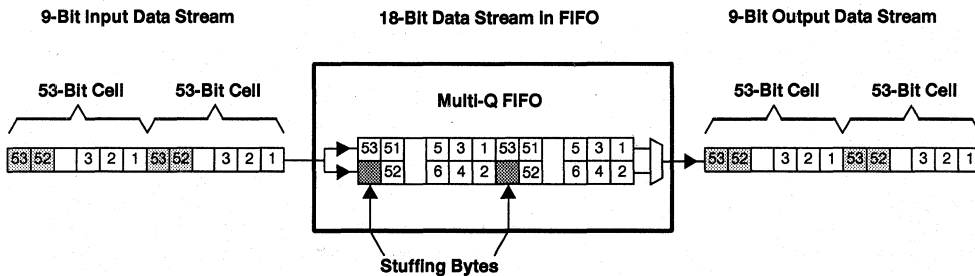 9-Bit Input Data Stream
18-Bit Data Stream in FIFO
9-Bit Output Data Stream
53-Bit Cell
53-Bit Cell
Multi-Q FIFO
53-Bit Cell
53-Bit Cell
53 52 3 2 1 53 52 3 2 1
53 51 5 3 1 53 51 5 3 1
52 6 4 2 52 6 4 2
53 52 3 2 1 53 52 3 2 1
Stuffing Bytes